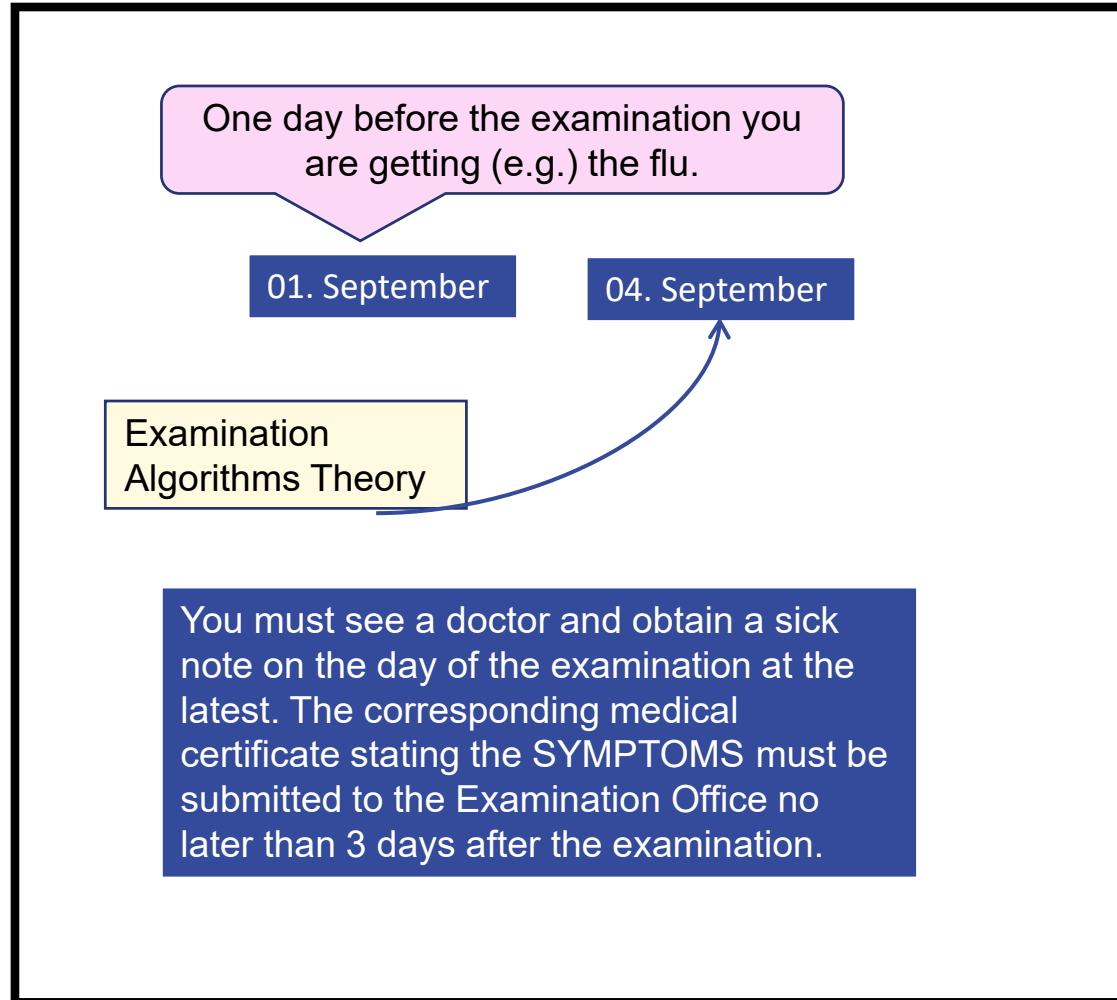 One day before the examination you
are getting (e.g.) the flu.
01. September
04. September
Examination
Algorithms Theory
You must see a doctor and obtain a sick
note on the day of the examination at the
latest. The corresponding medical
certificate stating the SYMPTOMS must be
submitted to the Examination Office no
later than 3 days after the examination.